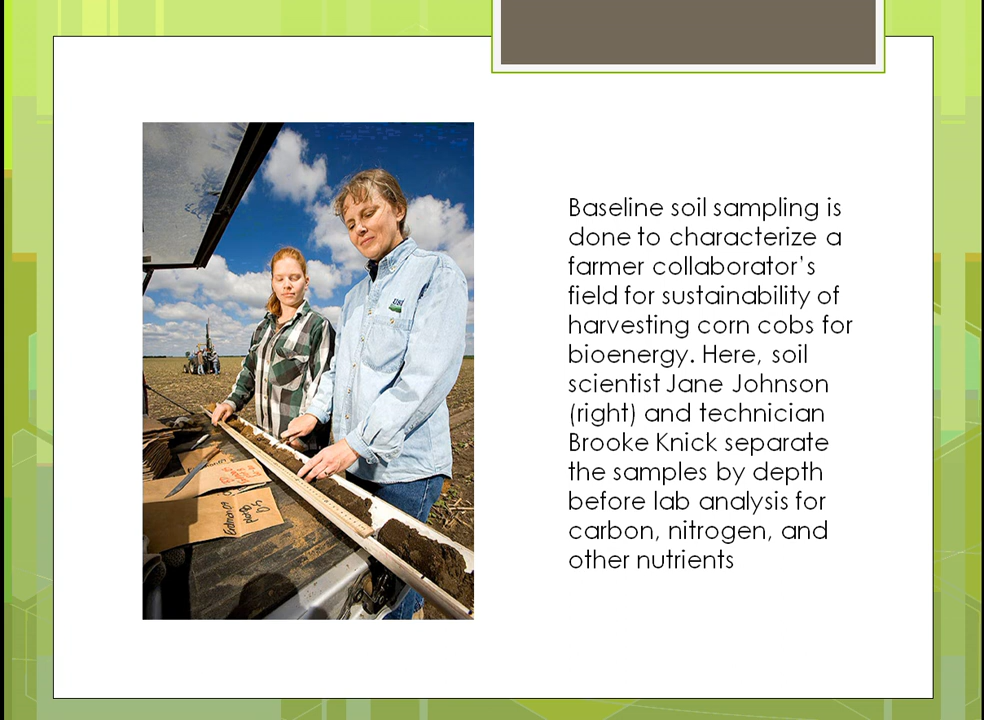 Baseline soil sampling is
done to characterize a
farmer collaborator's
field for sustainability of
harvesting corn cobs for
bioenergy. Here, soil
scientist Jane Johnson
(right) and technician
Brooke Knick separate
the samples by depth
before lab analysis for
carbon, nitrogen, and
other nutrients